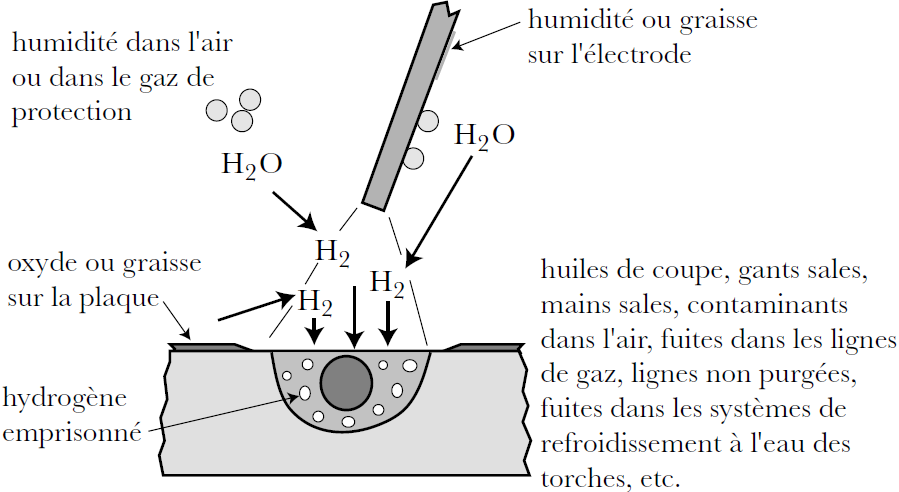 humidité dans l'air
ou dans le gaz de
protection
humidité ou graisse
sur l'électrode
H₂O
H₂O
H₂
H₂
H₂
oxyde ou graisse
sur la plaque
hydrogène
emprisonné
huiles de coupe, gants sales,
mains sales, contaminants
dans l'air, fuites dans les lignes
de gaz, lignes non purgées,
fuites dans les systèmes de
refroidissement à l'eau des
torches, etc.